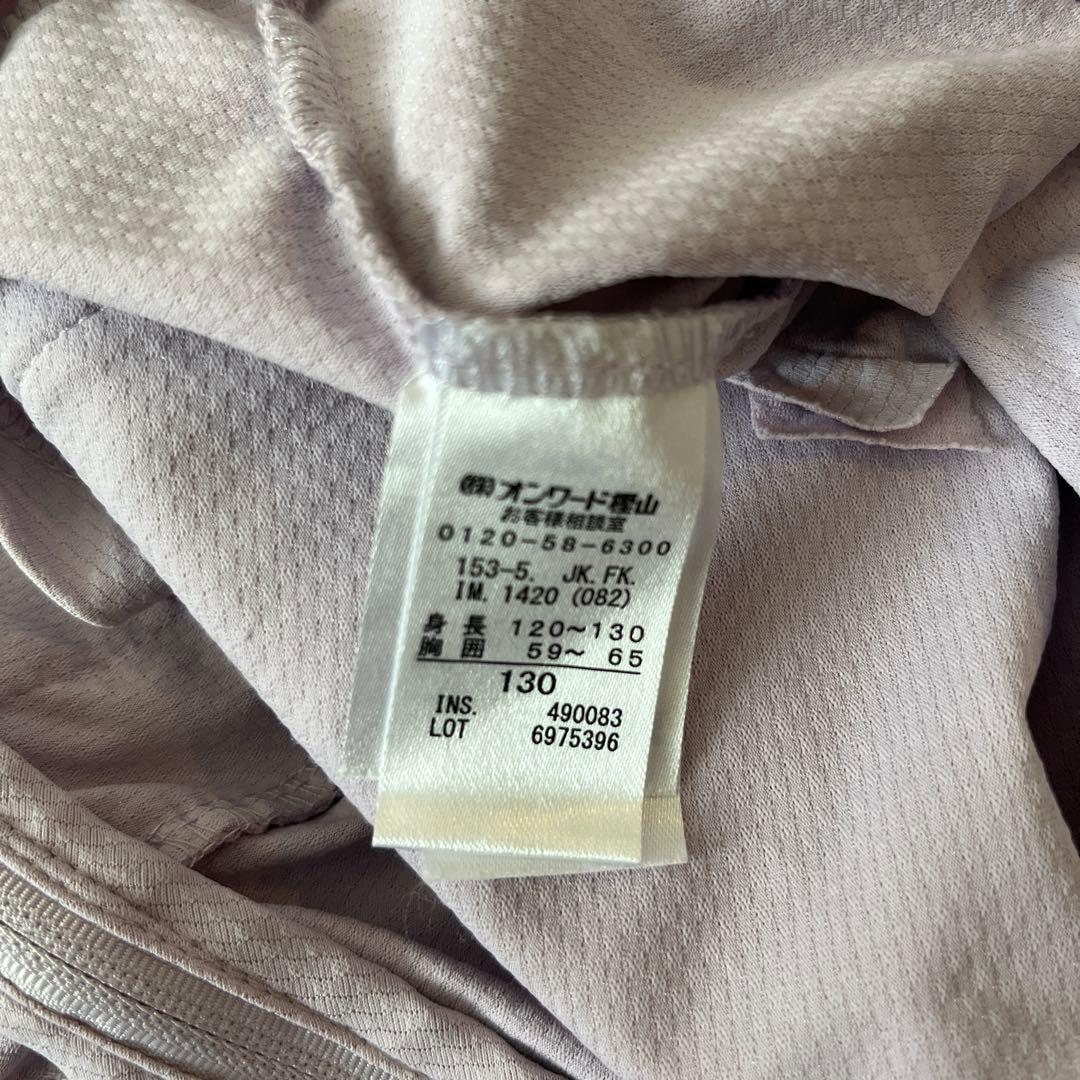 ㈱オンワード樫山
お客様相談室
0120-58-6300
153-5. JK.FK.
IM. 1420 (082)
身長 120～130
胸囲 59～ 65
130
INS. 490083
LOT 6975396